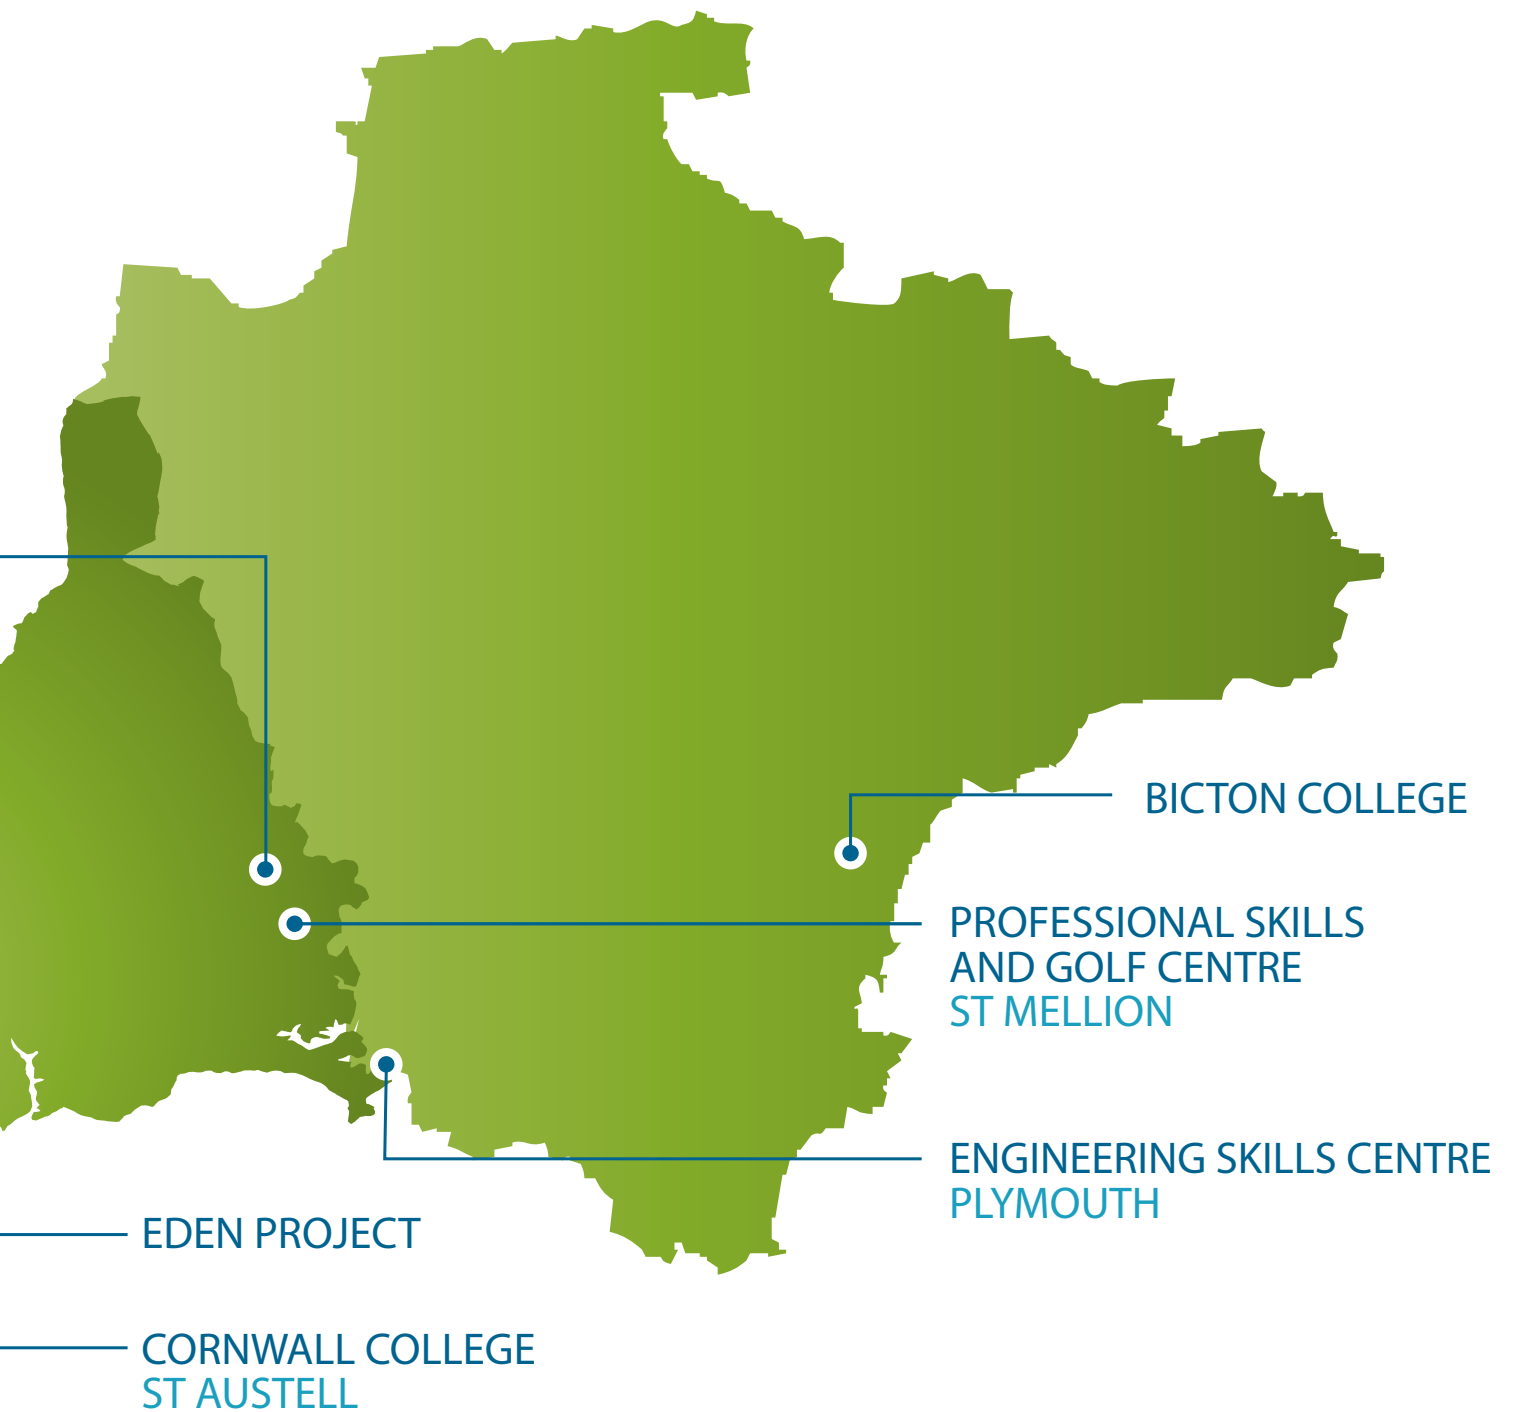 BICTON COLLEGE
PROFESSIONAL SKILLS
AND GOLF CENTRE
ST MELLION
ENGINEERING SKILLS CENTRE
PLYMOUTH
EDEN PROJECT
CORNWALL COLLEGE
ST AUSTELL